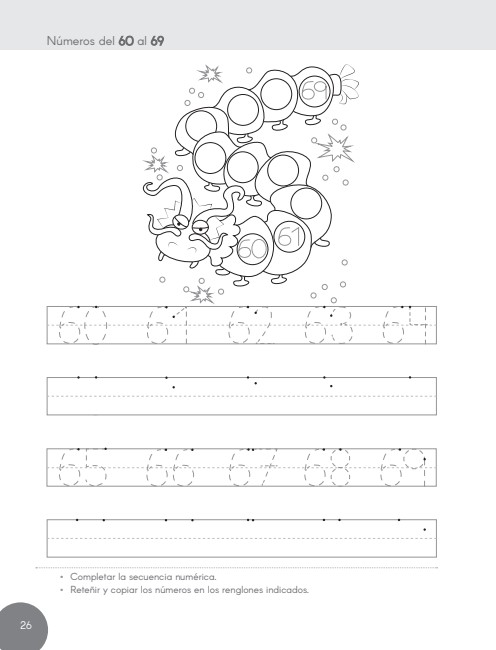 Números del 60 al 69
69
60 61
60 61 62 63 64
65 66 67 68 69
• Completar la secuencia numérica.
• Reteñir y copiar los números en los renglones indicados.
26